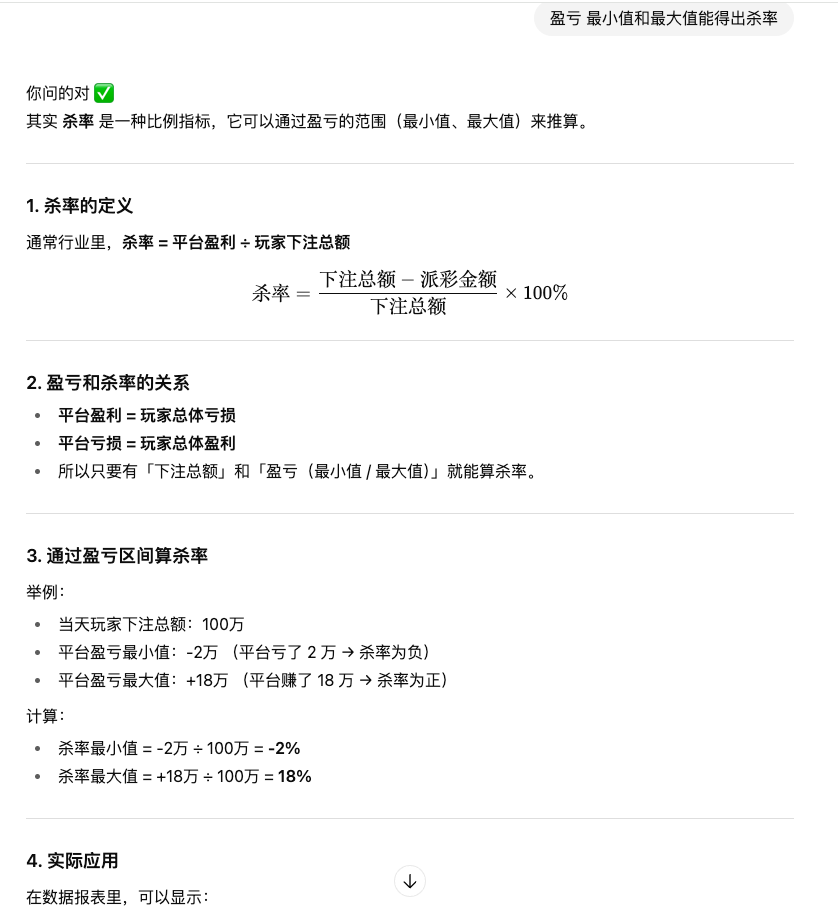 盈亏 最小值和最大值能得出杀率
你问的对 ✅
其实 杀率 是一种比例指标，它可以通过盈亏的范围（最小值、最大值）来推算。
1. 杀率的定义
通常行业里，杀率 = 平台盈利 ÷ 玩家下注总额
杀率 = (下注总额 − 派彩金额) / 下注总额 × 100%
2. 盈亏和杀率的关系
• 平台盈利 = 玩家总体亏损
• 平台亏损 = 玩家总体盈利
• 所以只要有「下注总额」和「盈亏（最小值 / 最大值）」就能算杀率。
3. 通过盈亏区间算杀率
举例：
• 当天玩家下注总额：100万
• 平台盈亏最小值：-2万 （平台亏了 2 万 → 杀率为负）
• 平台盈亏最大值：+18万 （平台赚了 18 万 → 杀率为正）
计算：
• 杀率最小值 = -2万 ÷ 100万 = -2%
• 杀率最大值 = +18万 ÷ 100万 = 18%
4. 实际应用
在数据报表里，可以显示：